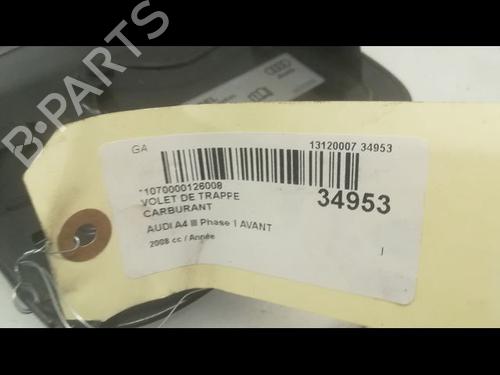 B-PARTS
GA
13120007 34953
*1070000126008
VOLET DE TRAPPE
CARBURANT
34953
AUDI A4 III Phase 1 AVANT
2008 cc / Année